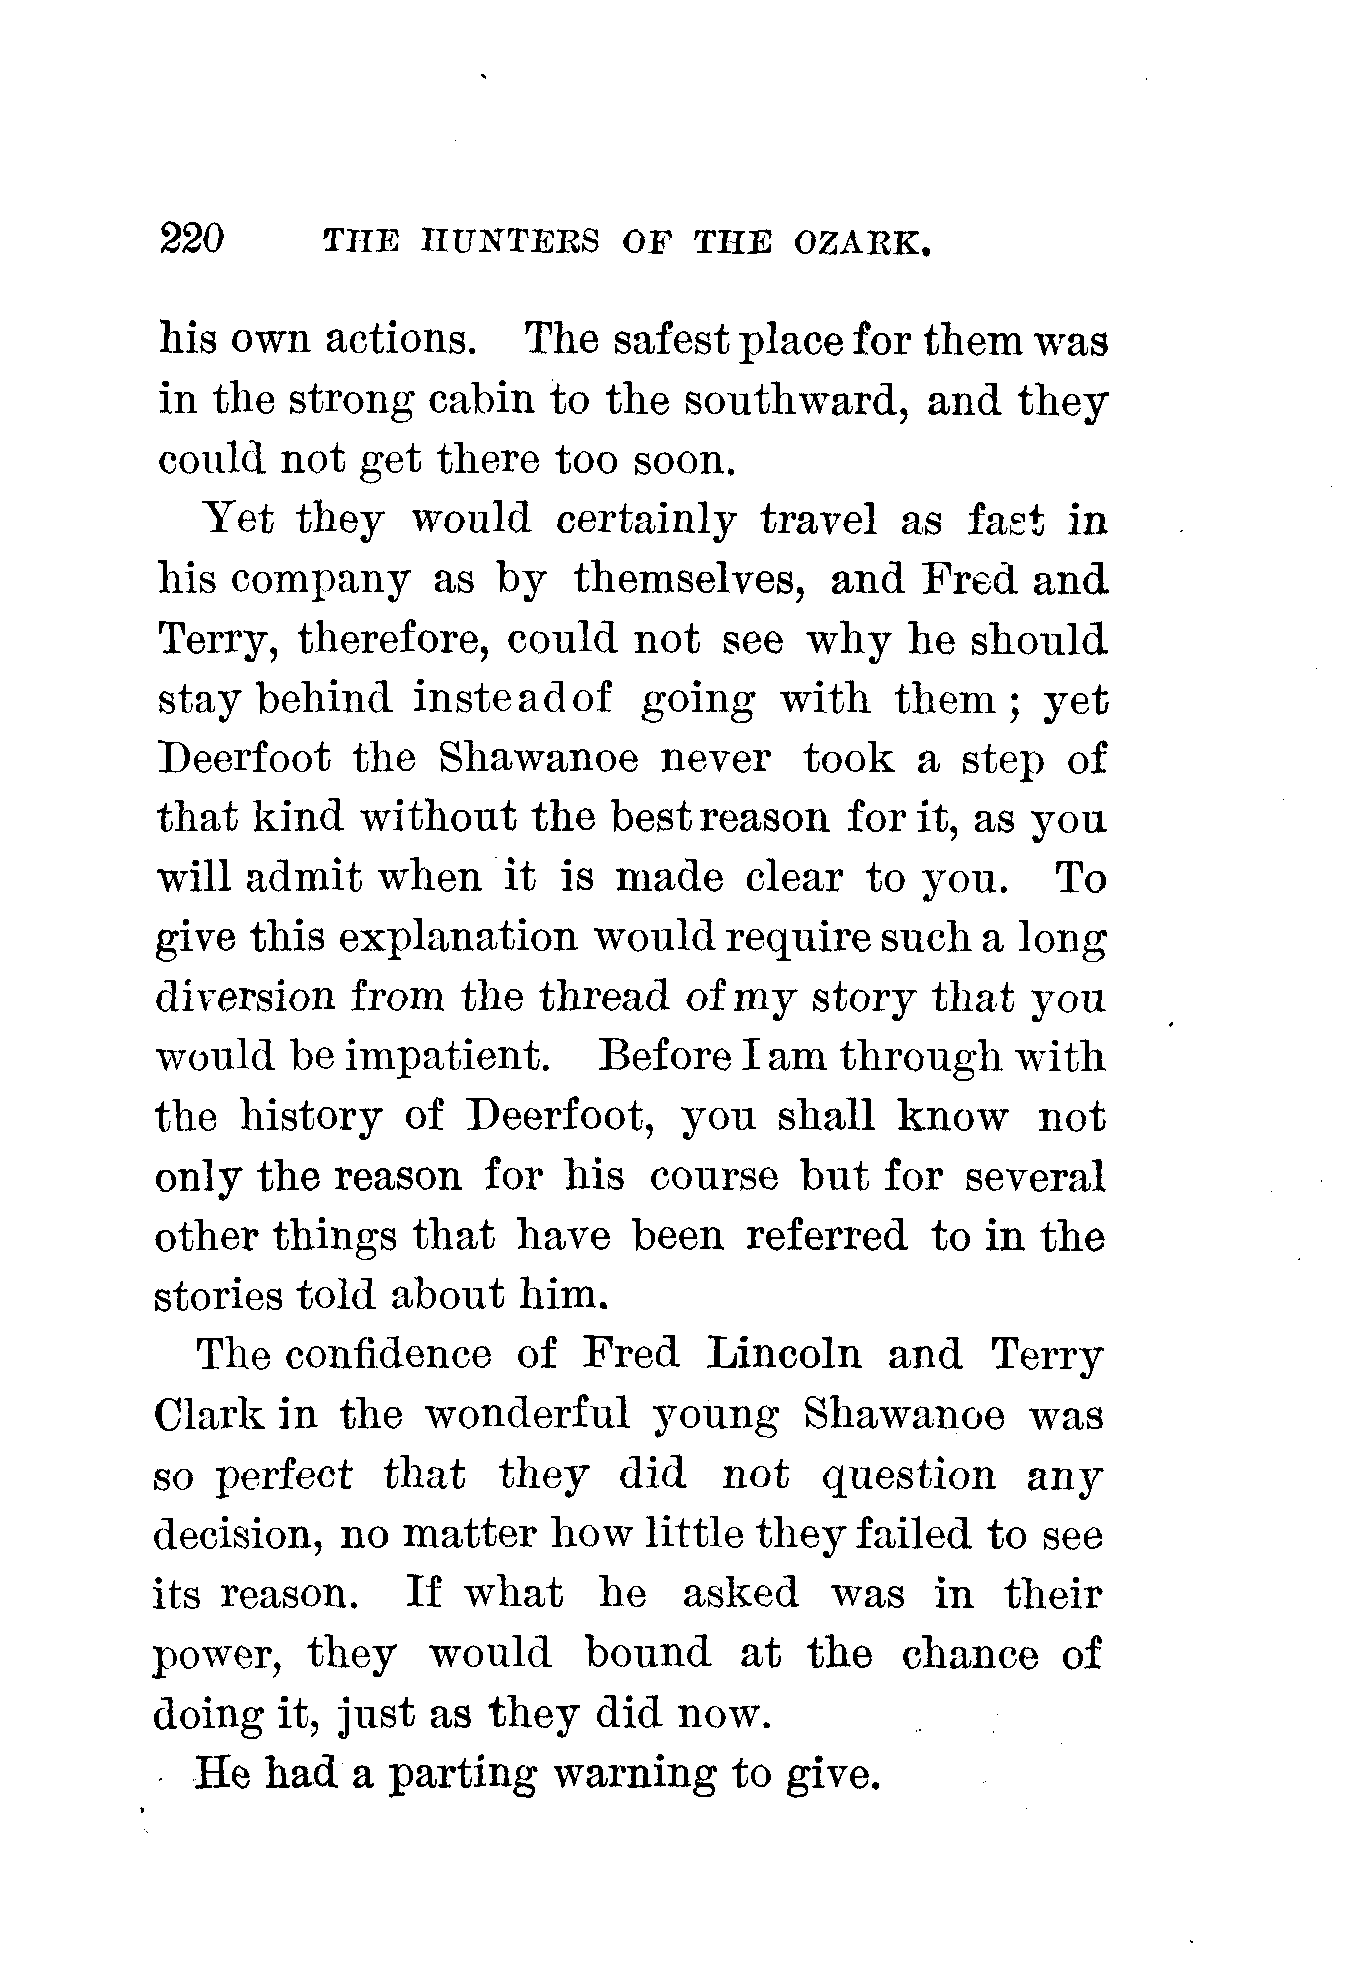 220 THE HUNTERS OF THE OZARK.
his own actions. The safest place for them was
in the strong cabin to the southward, and they
could not get there too soon.
Yet they would certainly travel as fast in
his company as by themselves, and Fred and
Terry, therefore, could not see why he should
stay behind insteadof going with them ; yet
Deerfoot the Shawanoe never took a step of
that kind without the best reason for it, as you
will admit when it is made clear to you. To
give this explanation would require such a long
diversion from the thread of my story that you
would be impatient. Before I am through with
the history of Deerfoot, you shall know not
only the reason for his course but for several
other things that have been referred to in the
stories told about him.
The confidence of Fred Lincoln and Terry
Clark in the wonderful young Shawanoe was
so perfect that they did not question any
decision, no matter how little they failed to see
its reason. If what he asked was in their
power, they would bound at the chance of
doing it, just as they did now.
He had a parting warning to give.